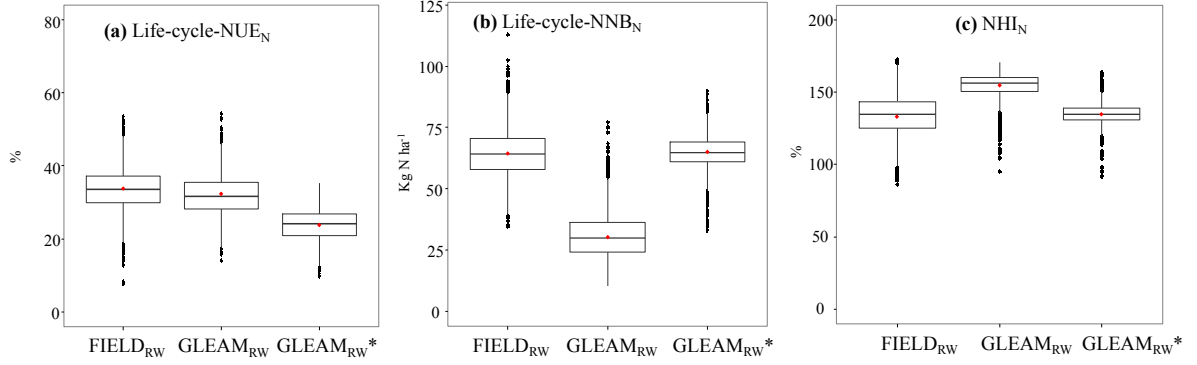 (a) Life-cycle-NUE_N
80
60
40
20
0
%
FIELD_RW GLEAM_RW GLEAM_RW*
(b) Life-cycle-NNB_N
125
100
75
50
25
0
Kg N ha⁻¹
FIELD_RW GLEAM_RW GLEAM_RW*
(c) NHI_N
200
150
100
50
0
%
FIELD_RW GLEAM_RW GLEAM_RW*